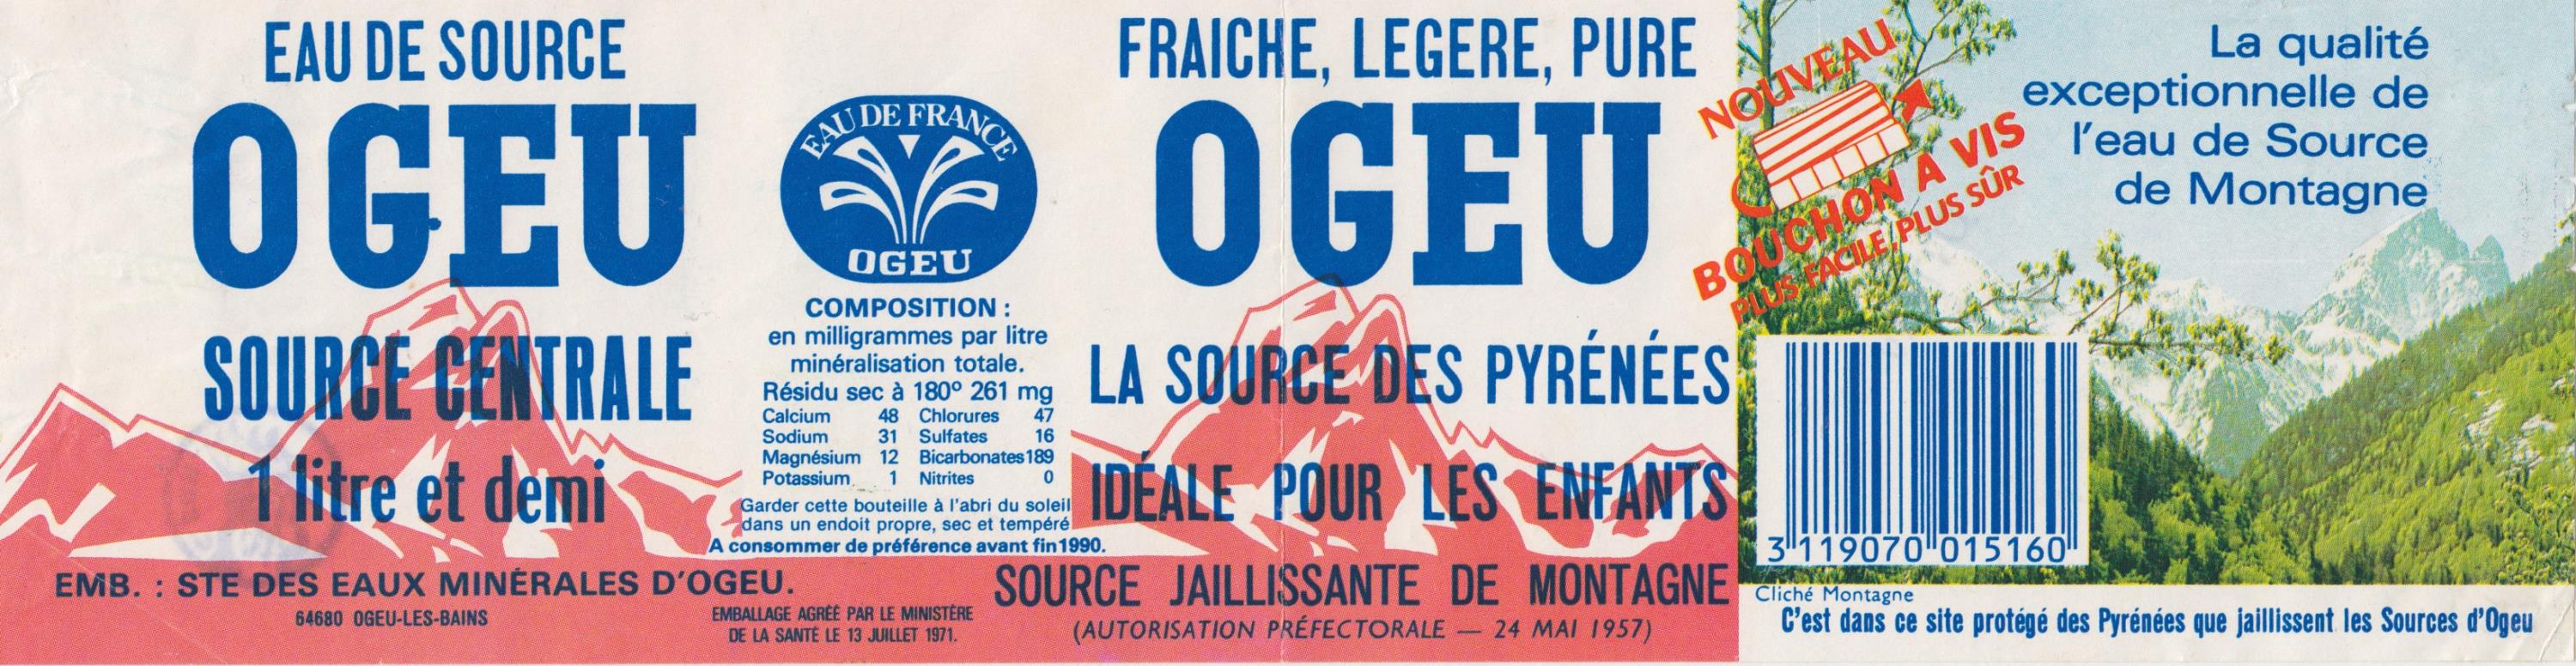 EAU DE SOURCE
OGEU
SOURCE CENTRALE
1 litre et demi
EMB. : STE DES EAUX MINÉRALES D'OGEU.
64680 OGEU-LES-BAINS
EAU DE FRANCE
OGEU
COMPOSITION :
en milligrammes par litre
minéralisation totale.
Résidu sec à 180º 261 mg
Calcium 48 Chlorures 47
Sodium 31 Sulfates 16
Magnésium 12 Bicarbonates 189
Potassium 1 Nitrites 0
Garder cette bouteille à l'abri du soleil
dans un endoit propre, sec et tempéré
A consommer de préférence avant fin 1990.
EMBALLAGE AGRÉÉ PAR LE MINISTÈRE
DE LA SANTÉ LE 13 JUILLET 1971.
FRAICHE, LEGERE, PURE
OGEU
LA SOURCE DES PYRÉNÉES
IDÉALE POUR LES ENFANTS
SOURCE JAILLISSANTE DE MONTAGNE
(AUTORISATION PRÉFECTORALE — 24 MAI 1957)
NOUVEAU
BOUCHON A VIS
PLUS FACILE, PLUS SÛR
La qualité
exceptionnelle de
l'eau de Source
de Montagne
3 119070 015160
Cliché Montagne
C'est dans ce site protégé des Pyrénées que jaillissent les Sources d'Ogeu